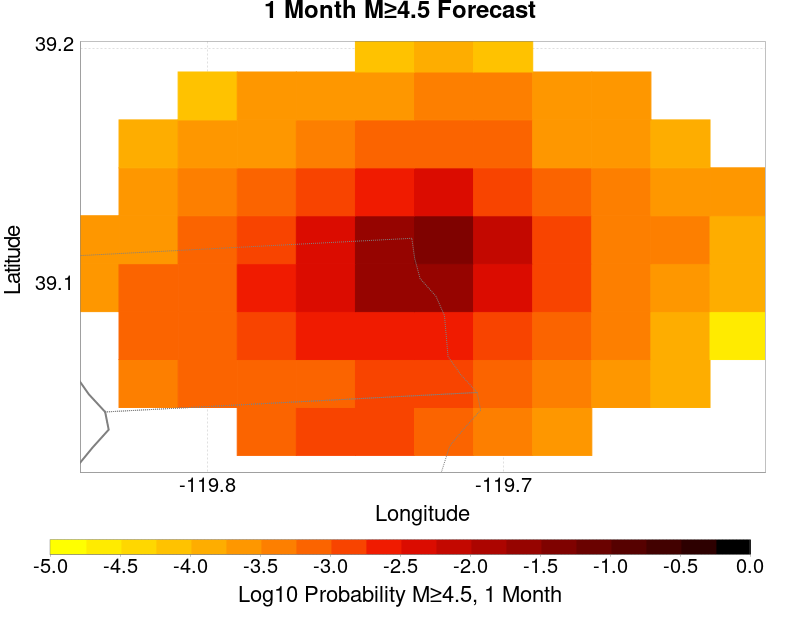 1 Month M≥4.5 Forecast
39.2
39.1
Latitude
-119.8 -119.7
Longitude
-5.0 -4.5 -4.0 -3.5 -3.0 -2.5 -2.0 -1.5 -1.0 -0.5 0.0
Log10 Probability M≥4.5, 1 Month